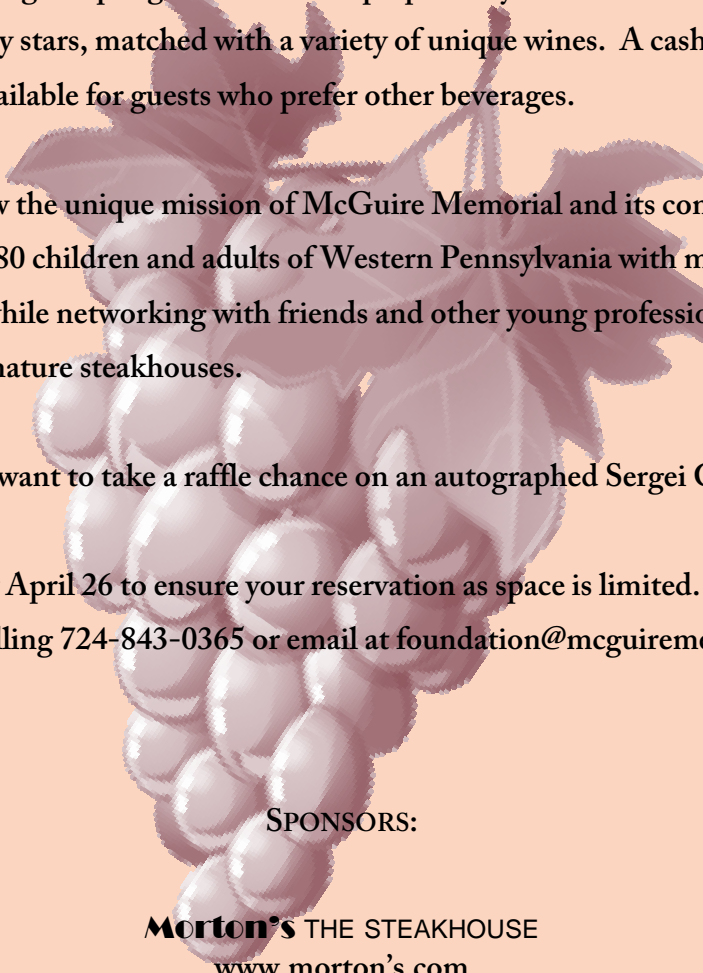 y stars, matched with a variety of unique wines.  A cash
ailable for guests who prefer other beverages.
w the unique mission of McGuire Memorial and its con
80 children and adults of Western Pennsylvania with m
while networking with friends and other young professio
nature steakhouses.
want to take a raffle chance on an autographed Sergei G
April 26 to ensure your reservation as space is limited.
lling 724-843-0365 or email at foundation@mcguireme
SPONSORS:
Morton's THE STEAKHOUSE
www.morton's.com